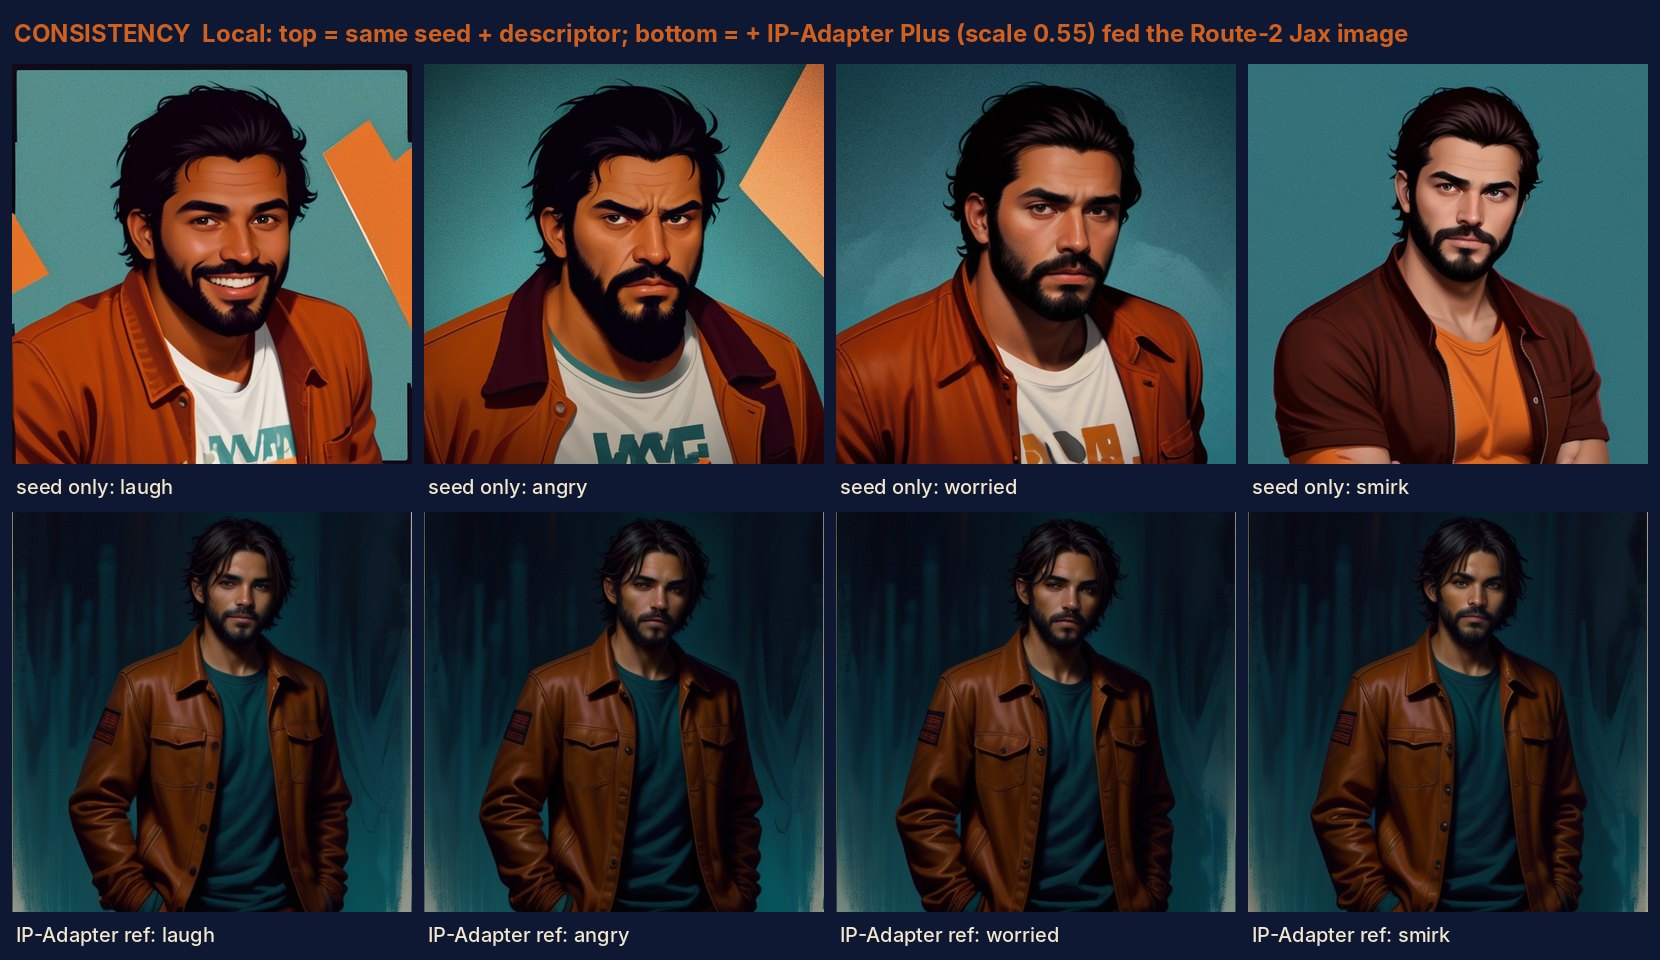 CONSISTENCY Local: top = same seed + descriptor; bottom = + IP-Adapter Plus (scale 0.55) fed the Route-2 Jax image
seed only: laugh
seed only: angry
seed only: worried
seed only: smirk
IP-Adapter ref: laugh
IP-Adapter ref: angry
IP-Adapter ref: worried
IP-Adapter ref: smirk